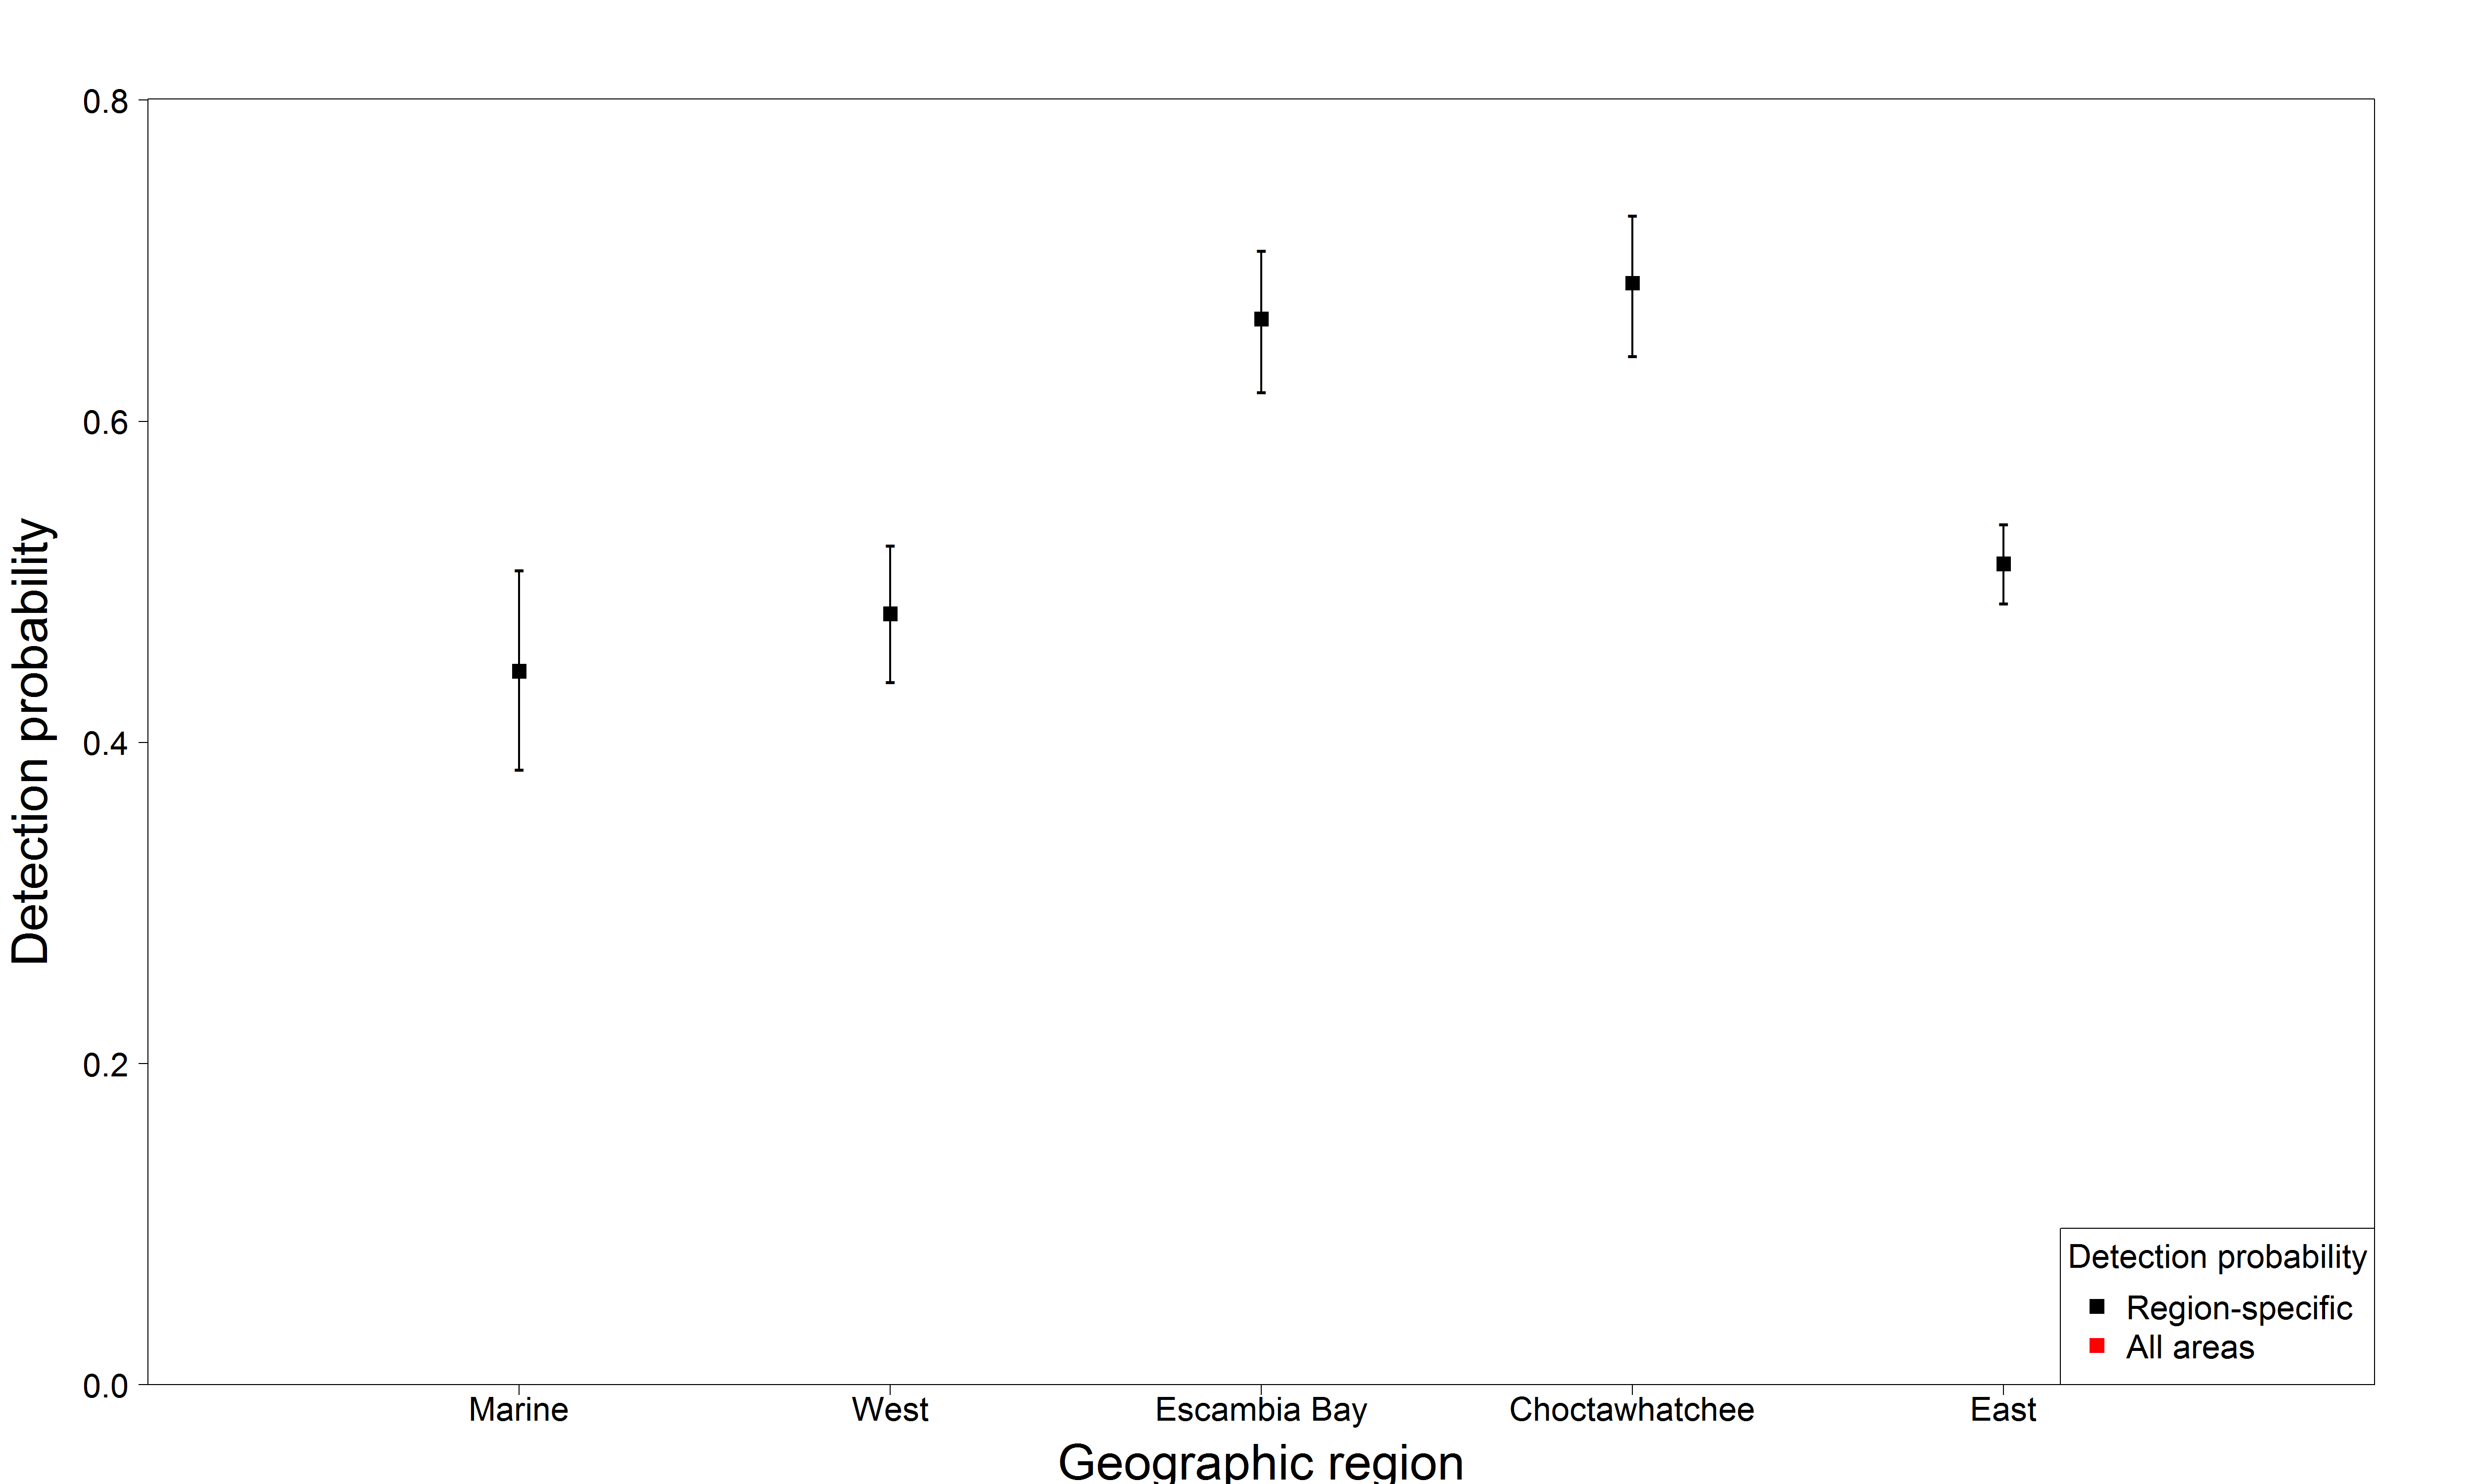 0.8
0.6
0.4
0.2
0.0
Detection probability
Marine
West
Escambia Bay
Choctawhatchee
East
Geographic region
Detection probability
Region-specific
All areas